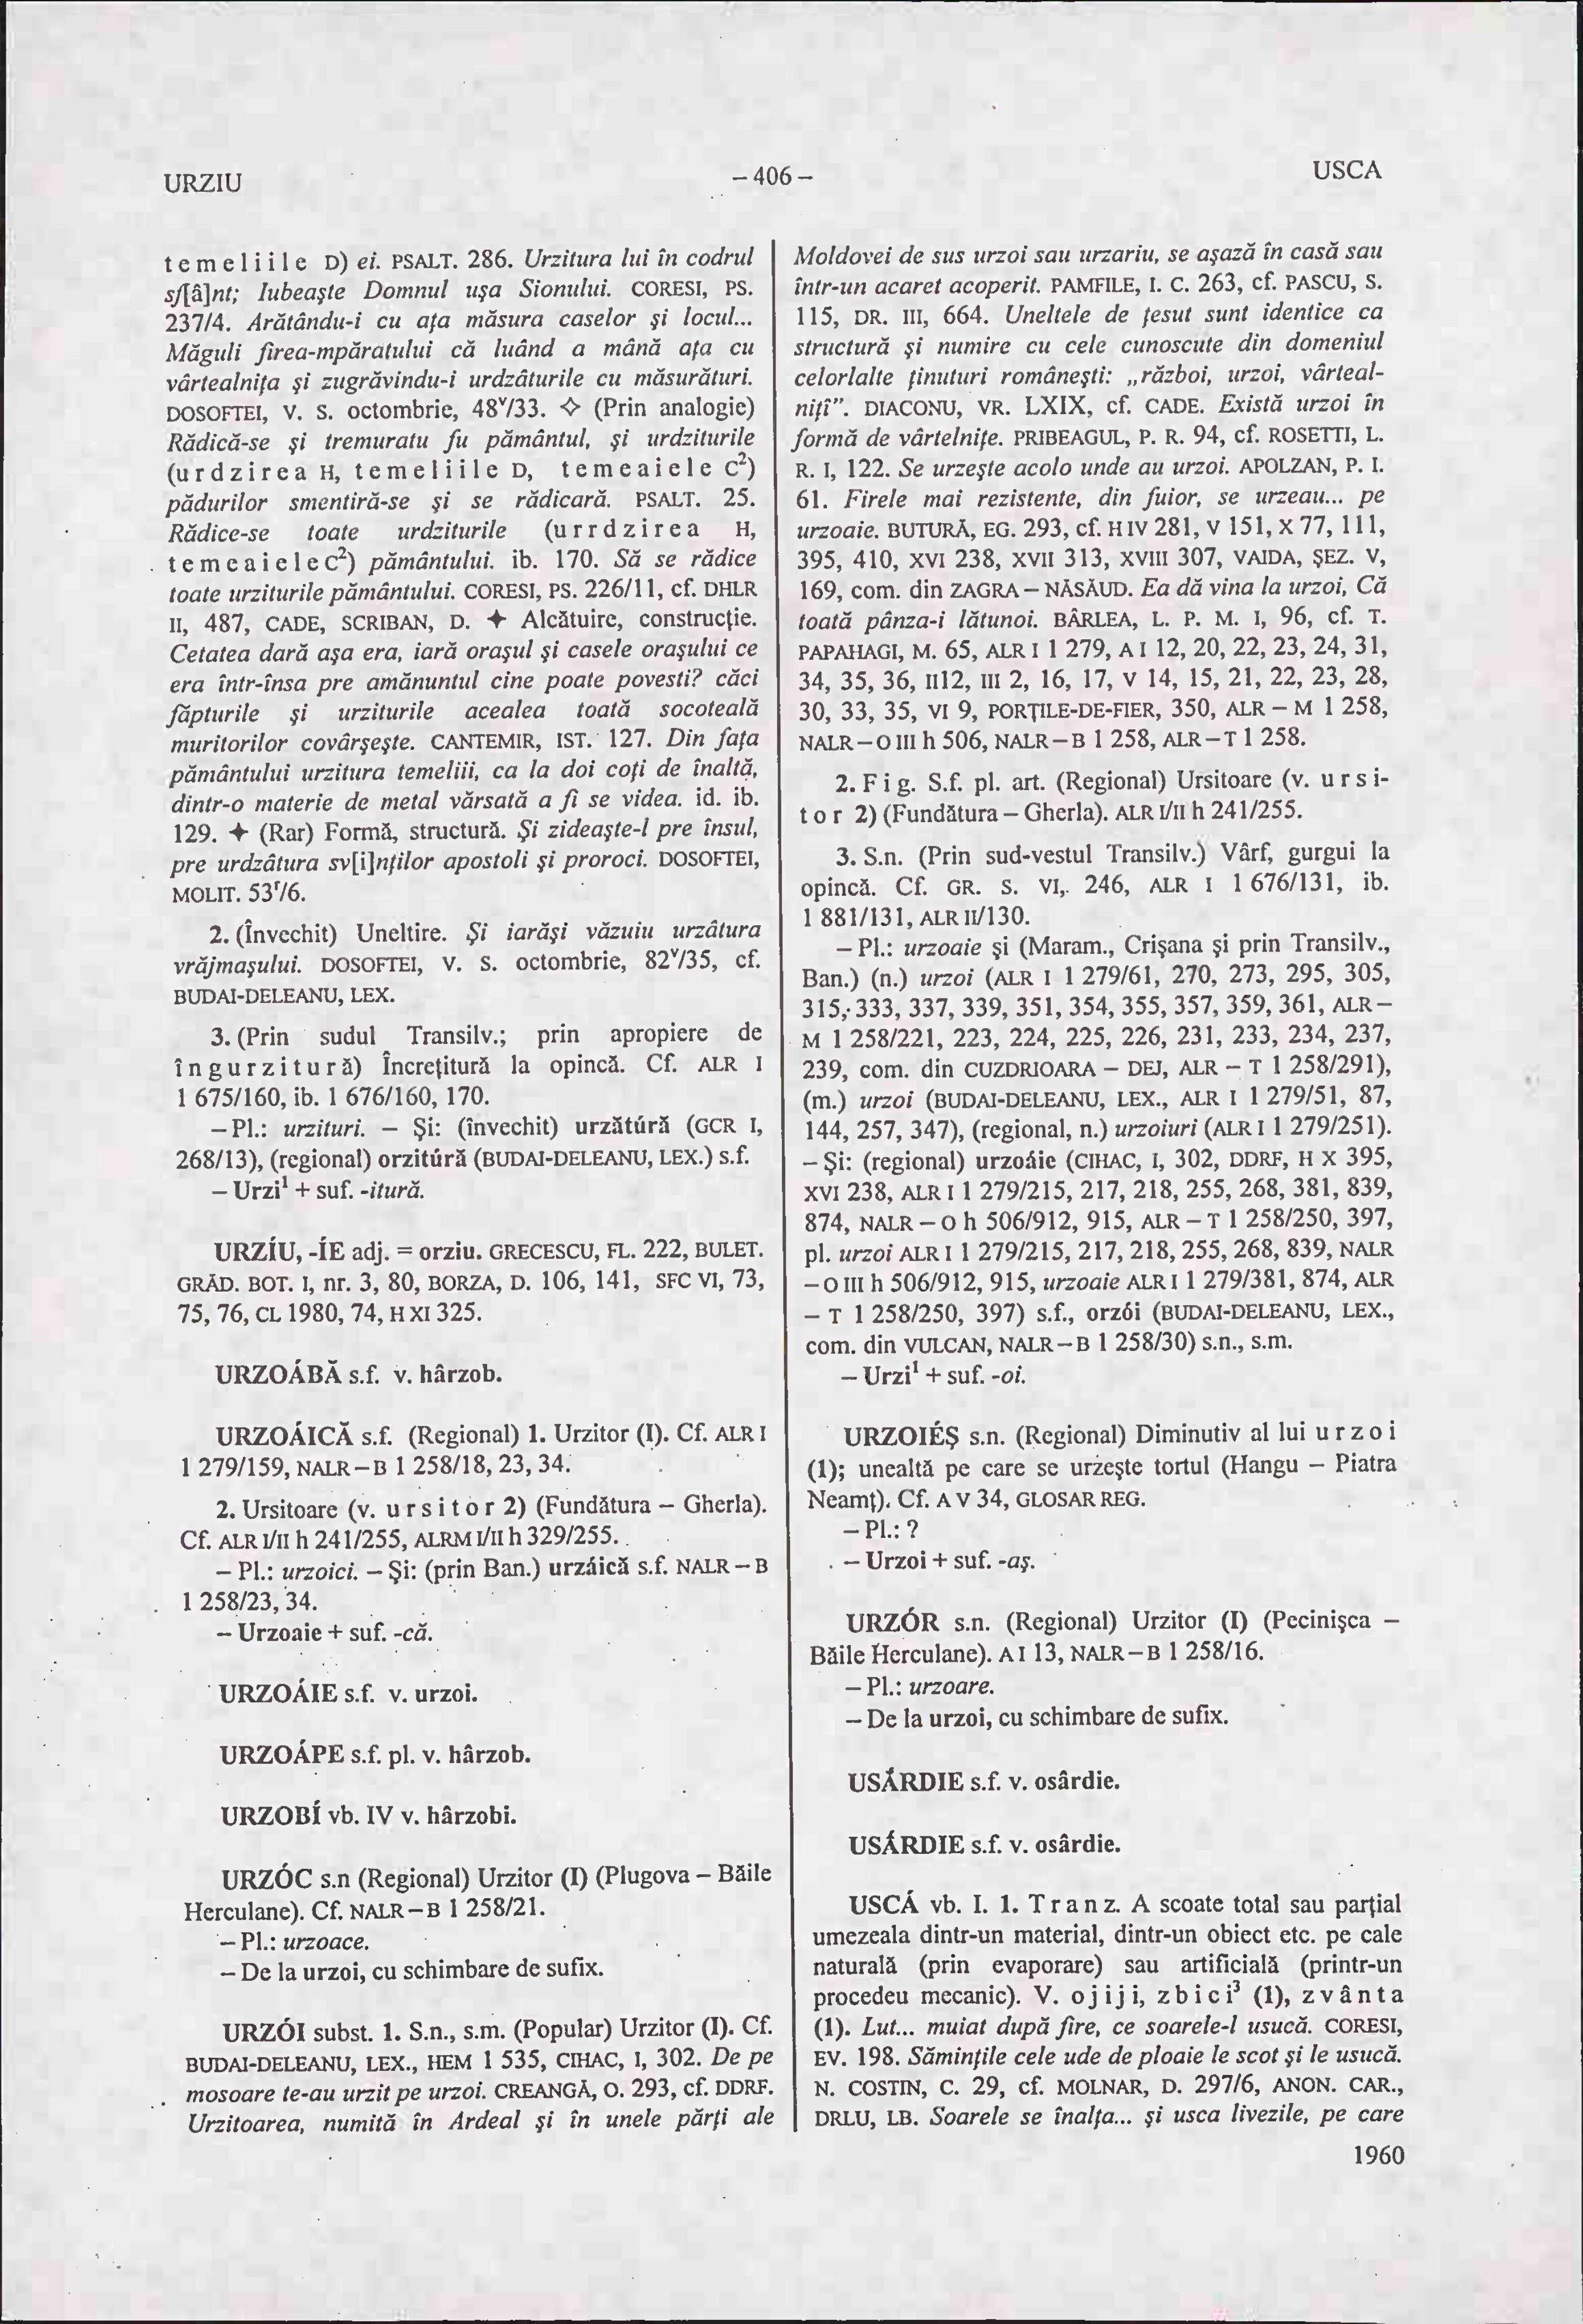 URZIU
– 406 –
USCA
temeliile D) ei. PSALT. 286. Urzitura lui în codrul
sf[â]nt; Iubeaşte Domnul uşa Sionului. CORESI, PS.
237/4. Arătându-i cu aţa măsura caselor şi locul...
Măguli firea-mpăratului că luând a mână aţa cu
vârtealniţa şi zugrăvindu-i urdzâturile cu măsurături.
DOSOFTEI, V. S. octombrie, 48ᵛ/33. ✧ (Prin analogie)
Rădică-se şi tremuratu fu pământul, şi urdziturile
(urdzirea H, temeliile D, temeaiele C²)
pădurilor smentiră-se şi se rădicară. PSALT. 25.
Rădice-se toate urdziturile (urrdzirea H,
temeaiele C²) pământului. ib. 170. Să se rădice
toate urziturile pământului. CORESI, PS. 226/11, cf. DHLR
II, 487, CADE, SCRIBAN, D. ✦ Alcătuire, construcţie.
Cetatea dară aşa era, iară oraşul şi casele oraşului ce
era într-însa pre amănuntul cine poate povesti? căci
făpturile şi urziturile acealea toată socoteală
muritorilor covârşeşte. CANTEMIR, IST. 127. Din faţa
pământului urzitura temeliii, ca la doi coţi de înaltă,
dintr-o materie de metal vărsată a fi se videa. id. ib.
129. ✦ (Rar) Formă, structură. Şi zideaşte-l pre însul,
pre urdzâtura sv[i]nţilor apostoli şi proroci. DOSOFTEI,
MOLIT. 53ʳ/6.
2. (Învechit) Uneltire. Şi iarăşi văzuiu urzâtura
vrăjmaşului. DOSOFTEI, V. S. octombrie, 82ᵛ/35, cf.
BUDAI-DELEANU, LEX.
3. (Prin sudul Transilv.; prin apropiere de
îngurzitură) Încreţitură la opincă. Cf. ALR I
1 675/160, ib. 1 676/160, 170.
– Pl.: urzituri. – Şi: (învechit) urzătúră (GCR I,
268/13), (regional) orzitúră (BUDAI-DELEANU, LEX.) s.f.
– Urzi¹ + suf. -itură.
URZÍU, -ÍE adj. = orziu. GRECESCU, FL. 222, BULET.
GRĂD. BOT. I, nr. 3, 80, BORZA, D. 106, 141, SFC VI, 73,
75, 76, CL 1980, 74, H XI 325.
URZOÁBĂ s.f. v. hârzob.
URZOÁICĂ s.f. (Regional) 1. Urzitor (I). Cf. ALR I
1 279/159, NALR – B 1 258/18, 23, 34.
2. Ursitoare (v. ursitor 2) (Fundătura – Gherla).
Cf. ALR I/II h 241/255, ALRM I/II h 329/255.
– Pl.: urzoici. – Şi: (prin Ban.) urzáică s.f. NALR – B
1 258/23, 34.
– Urzoaie + suf. -că.
URZOÁIE s.f. v. urzoi.
URZOÁPE s.f. pl. v. hârzob.
URZOBÍ vb. IV v. hârzobi.
URZÓC s.n (Regional) Urzitor (I) (Plugova – Băile
Herculane). Cf. NALR – B 1 258/21.
– Pl.: urzoace.
– De la urzoi, cu schimbare de sufix.
URZÓI subst. 1. S.n., s.m. (Popular) Urzitor (I). Cf.
BUDAI-DELEANU, LEX., HEM 1 535, CIHAC, I, 302. De pe
mosoare te-au urzit pe urzoi. CREANGĂ, O. 293, cf. DDRF.
Urzitoarea, numită în Ardeal şi în unele părţi ale
Moldovei de sus urzoi sau urzariu, se aşază în casă sau
într-un acaret acoperit. PAMFILE, I. C. 263, cf. PASCU, S.
115, DR. III, 664. Uneltele de ţesut sunt identice ca
structură şi numire cu cele cunoscute din domeniul
celorlalte ţinuturi româneşti: „război, urzoi, vârteal-
niţî”. DIACONU, VR. LXIX, cf. CADE. Există urzoi în
formă de vârtelniţe. PRIBEAGUL, P. R. 94, cf. ROSETTI, L.
R. I, 122. Se urzeşte acolo unde au urzoi. APOLZAN, P. I.
61. Firele mai rezistente, din fuior, se urzeau... pe
urzoaie. BUTURĂ, EG. 293, cf. H IV 281, V 151, X 77, 111,
395, 410, XVI 238, XVII 313, XVIII 307, VAIDA, ŞEZ. V,
169, com. din ZAGRA – NĂSĂUD. Ea dă vina la urzoi, Că
toată pânza-i lătunoi. BÂRLEA, L. P. M. I, 96, cf. T.
PAPAHAGI, M. 65, ALR I 1 279, A I 12, 20, 22, 23, 24, 31,
34, 35, 36, II12, III 2, 16, 17, V 14, 15, 21, 22, 23, 28,
30, 33, 35, VI 9, PORŢILE-DE-FIER, 350, ALR – M 1 258,
NALR – O III h 506, NALR – B 1 258, ALR – T 1 258.
2. Fig. S.f. pl. art. (Regional) Ursitoare (v. ursi-
tor 2) (Fundătura – Gherla). ALR I/II h 241/255.
3. S.n. (Prin sud-vestul Transilv.) Vârf, gurgui la
opincă. Cf. GR. S. VI, 246, ALR I 1 676/131, ib.
1 881/131, ALR II/130.
– Pl.: urzoaie şi (Maram., Crişana şi prin Transilv.,
Ban.) (n.) urzoi (ALR I 1 279/61, 270, 273, 295, 305,
315, 333, 337, 339, 351, 354, 355, 357, 359, 361, ALR –
M 1 258/221, 223, 224, 225, 226, 231, 233, 234, 237,
239, com. din CUZDRIOARA – DEJ, ALR – T 1 258/291),
(m.) urzoi (BUDAI-DELEANU, LEX., ALR I 1 279/51, 87,
144, 257, 347), (regional, n.) urzoiuri (ALR I 1 279/251).
– Şi: (regional) urzoáie (CIHAC, I, 302, DDRF, H X 395,
XVI 238, ALR I 1 279/215, 217, 218, 255, 268, 381, 839,
874, NALR – O h 506/912, 915, ALR – T 1 258/250, 397,
pl. urzoi ALR I 1 279/215, 217, 218, 255, 268, 839, NALR
– O III h 506/912, 915, urzoaie ALR I 1 279/381, 874, ALR
– T 1 258/250, 397) s.f., orzói (BUDAI-DELEANU, LEX.,
com. din VULCAN, NALR – B 1 258/30) s.n., s.m.
– Urzi¹ + suf. -oi.
URZOIÉŞ s.n. (Regional) Diminutiv al lui urzoi
(1); unealtă pe care se urzeşte tortul (Hangu – Piatra
Neamţ). Cf. A V 34, GLOSAR REG.
– Pl.: ?
– Urzoi + suf. -aş.
URZÓR s.n. (Regional) Urzitor (I) (Pecinişca –
Băile Herculane). A I 13, NALR – B 1 258/16.
– Pl.: urzoare.
– De la urzoi, cu schimbare de sufix.
USẤRDIE s.f. v. osârdie.
USẤRDIE s.f. v. osârdie.
USCÁ vb. I. 1. Tranz. A scoate total sau parţial
umezeala dintr-un material, dintr-un obiect etc. pe cale
naturală (prin evaporare) sau artificială (printr-un
procedeu mecanic). V. ojiji, zbici³ (1), zvânta
(1). Lut... muiat după fire, ce soarele-l usucă. CORESI,
EV. 198. Săminţile cele ude de ploaie le scot şi le usucă.
N. COSTIN, C. 29, cf. MOLNAR, D. 297/6, ANON. CAR.,
DRLU, LB. Soarele se înalţa... şi usca livezile, pe care
1960